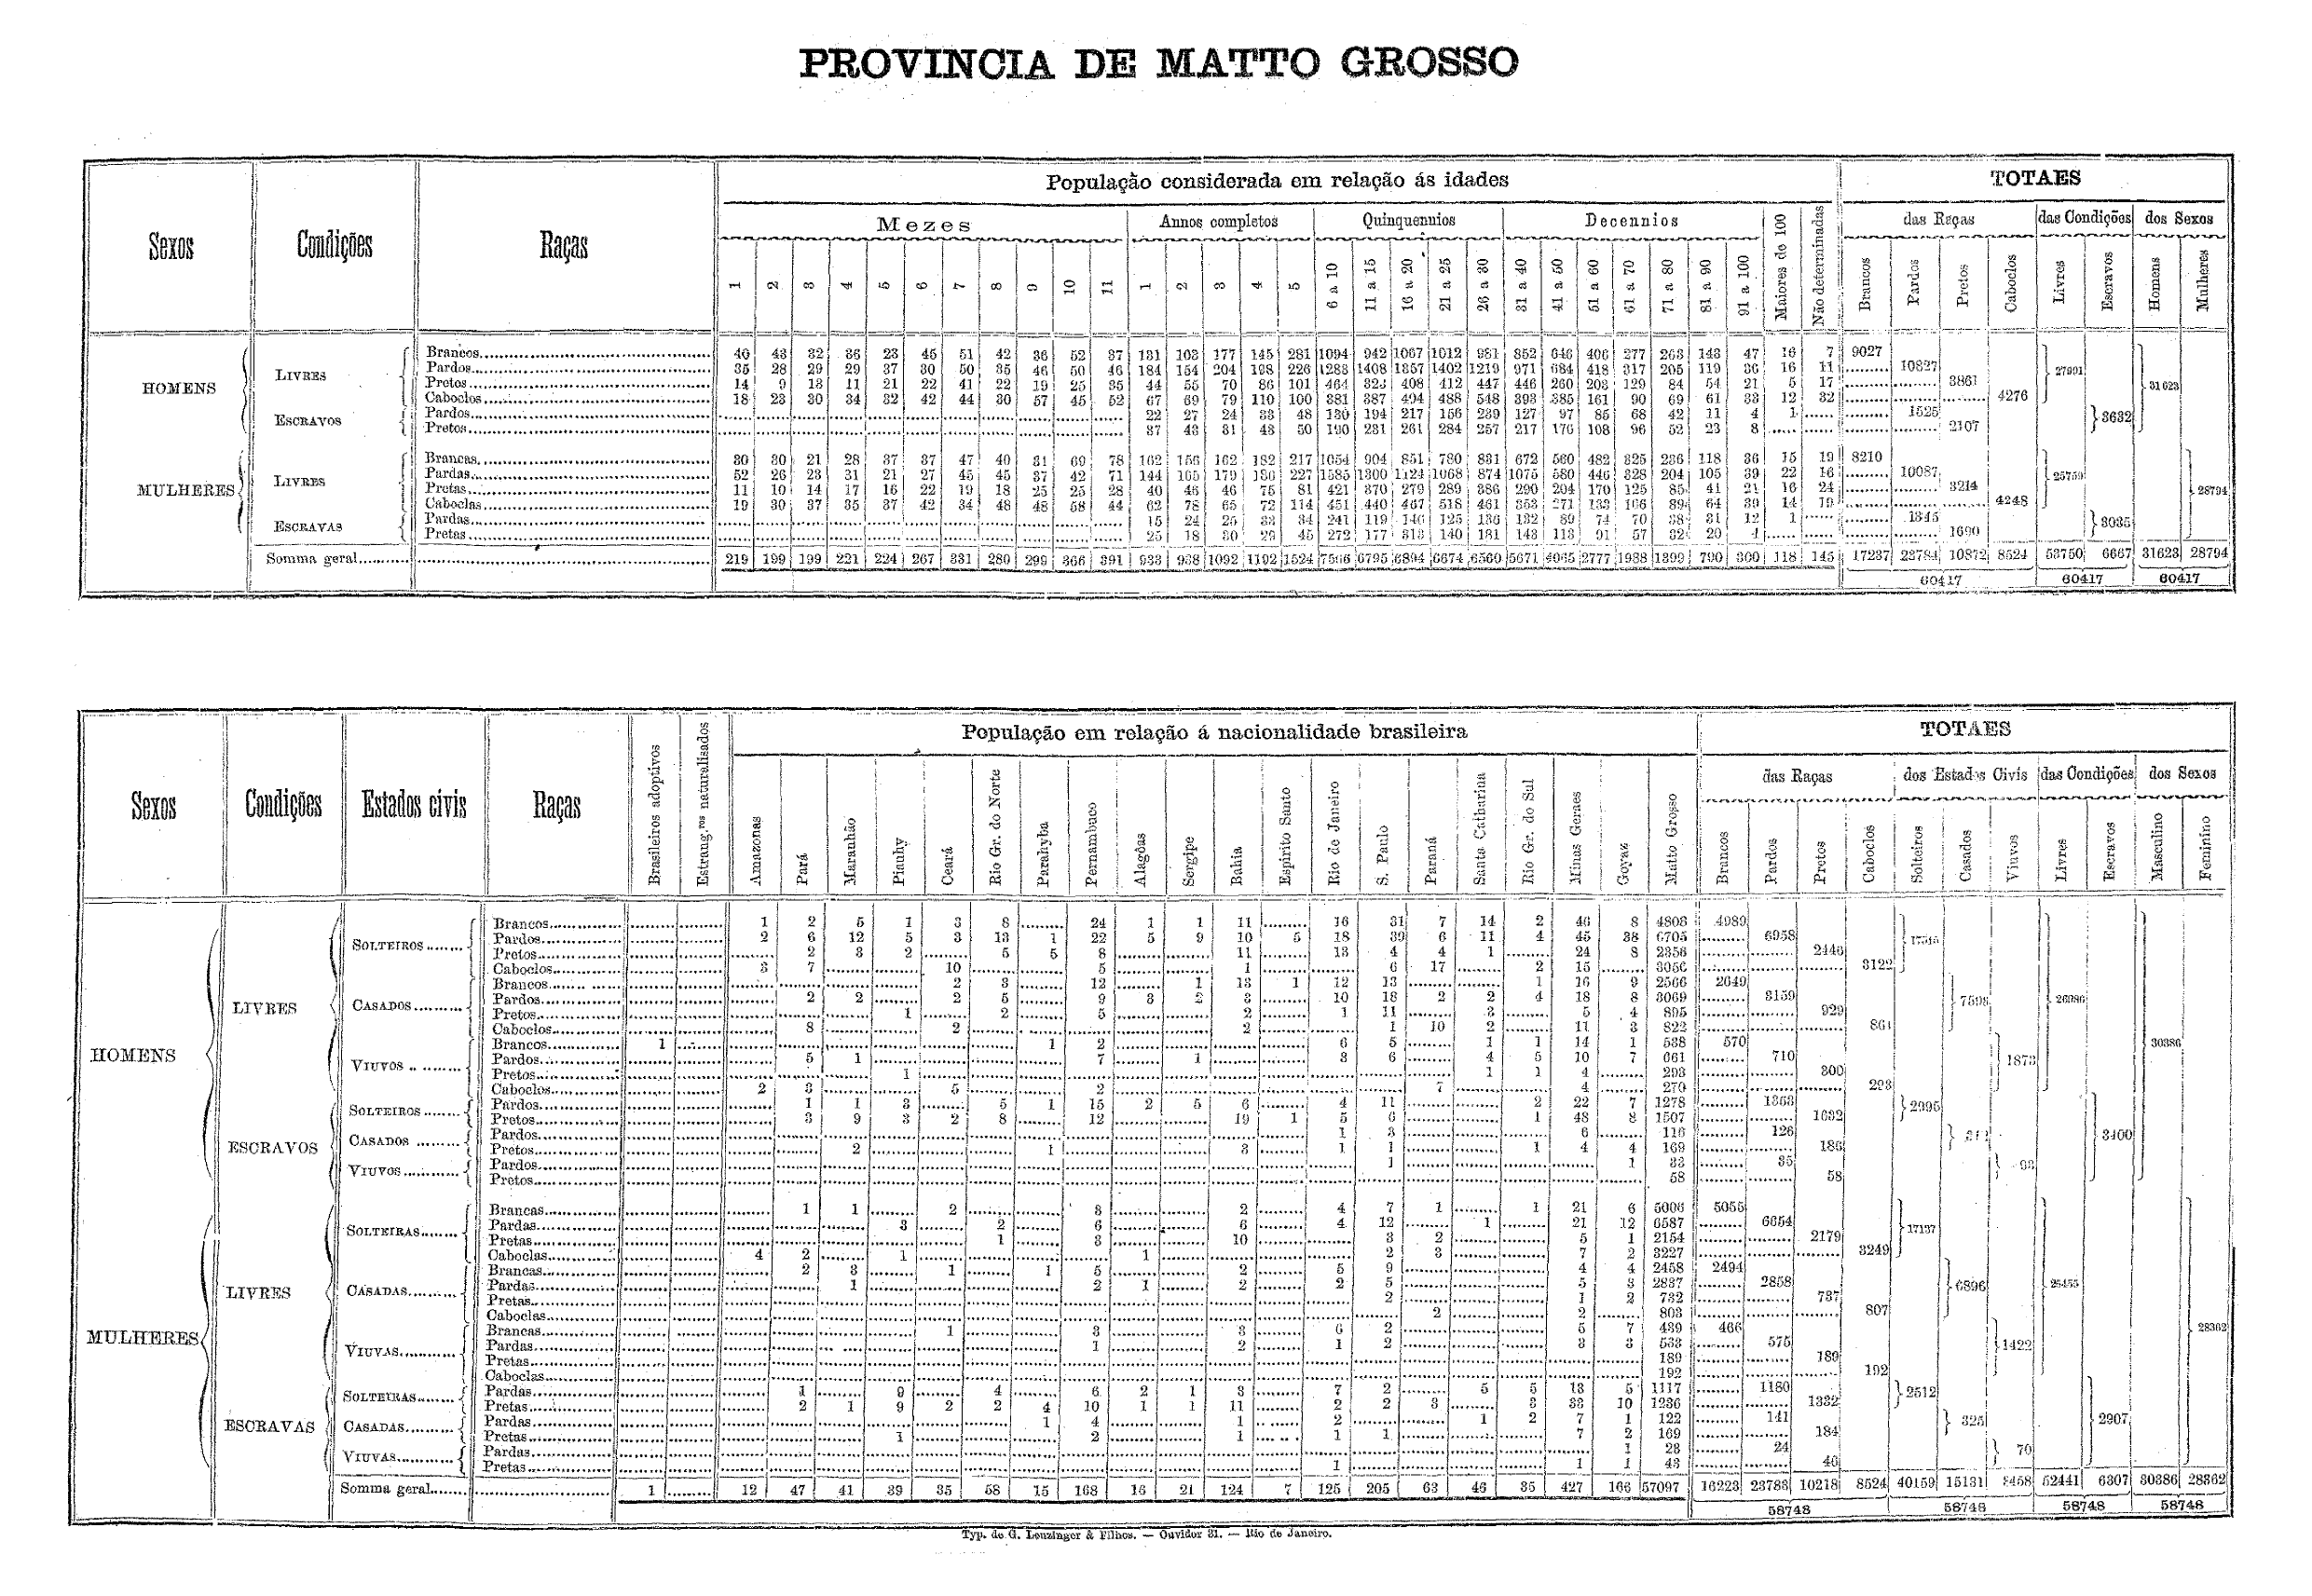 PROVINCIA DE MATTO GROSSO
Sexos Condições Raças População considerada em relação ás idades TOTAES
Mezes Annos completos Quinquennios Decennios Maiores de 100 Não determinadas das Raças das Condições dos Sexos
1 2 3 4 5 6 7 8 9 10 11 1 2 3 4 5 6 a 10 11 a 15 16 a 20 21 a 25 26 a 30 31 a 40 41 a 50 51 a 60 61 a 70 71 a 80 81 a 90 91 a 100 Brancos Pardos Pretos Caboclos Livres Escravos Homens Mulheres
HOMENS
LIVRES
Brancos 40 43 32 36 23 45 51 42 36 52 37 131 103 177 145 281 1094 942 1067 1012 981 852 646 406 277 263 143 47 16 7 9027
Pardos 35 28 29 29 37 30 50 35 46 50 46 184 154 204 198 226 1283 1408 1357 1402 1219 971 684 418 317 205 119 36 16 11 10827
Pretos 14 9 13 11 21 22 41 22 19 25 35 44 55 70 86 101 464 408 412 447 446 260 203 129 84 54 21 5 17 3861
Caboclos 18 23 30 34 32 42 44 30 57 45 52 67 69 79 110 100 381 387 494 488 548 393 385 161 90 69 61 33 12 32 4276
27991
31623
ESCRAVOS
Pardos 22 27 24 33 48 130 194 217 156 239 127 97 85 68 42 11 4 1 1525
Pretos 37 43 31 43 50 190 231 261 284 257 217 176 108 96 52 23 8 2107
3632
MULHERES
LIVRES
Brancas 30 30 21 28 37 37 47 40 31 69 78 162 156 162 182 217 1054 904 851 780 831 672 560 482 325 236 118 36 15 19 8210
Pardas 52 26 23 31 21 27 45 45 37 42 71 144 165 179 227 1585 1300 1124 1068 874 1075 580 446 328 204 105 39 22 16 10087
Pretas 11 10 14 17 16 22 19 18 25 25 28 40 46 46 75 81 421 370 279 289 386 290 204 170 125 85 41 21 16 24 3214
Caboclas 19 30 37 35 37 42 34 48 48 58 44 62 78 65 72 114 451 440 467 518 461 363 271 166 89 64 39 14 19 4248
25759
28794
ESCRAVAS
Pardas 15 24 25 33 34 241 119 125 136 132 89 74 70 38 31 12 1 1345
Pretas 25 18 30 29 45 272 177 140 181 143 113 91 57 32 20 4 1690
3035
Somma geral 219 199 199 221 224 267 331 280 299 366 391 933 938 1092 1192 1524 7566 6795 6894 6674 6560 5671 4065 2777 1988 1399 790 300 118 145 17237 23784 10872 8524 53750 6667 31623 28794
60417 60417 60417
Sexos Condições Estados civis Raças Brasileiros adoptivos Estrang.ros naturalisados População em relação á nacionalidade brasileira TOTAES
das Raças dos Estados Civis das Condições dos Sexos
Amazonas Pará Maranhão Piauhy Ceará Rio Gr. do Norte Parahyba Pernambuco Alagôas Sergipe Bahia Espirito Santo Rio de Janeiro S. Paulo Paraná Santa Catharina Rio Gr. do Sul Minas Geraes Goyaz Matto Grosso Brancos Pardos Pretos Caboclos Solteiros Casados Viuvos Livres Escravos Masculino Feminino
HOMENS
LIVRES
SOLTEIROS
Brancos 1 2 5 1 3 8 24 1 1 11 16 31 7 14 2 46 8 4808 4989
Pardos 2 6 12 5 3 13 1 22 5 9 10 5 18 39 6 11 4 45 38 6705 6958
Pretos 2 3 2 5 5 8 11 13 4 4 1 24 8 2356 2446
Caboclos 3 7 10 5 1 6 17 2 15 3056 3122
CASADOS
Brancos 2 3 12 1 13 1 12 13 1 16 9 2566 2649
Pardos 2 2 2 5 9 3 2 3 10 18 2 2 4 18 8 3069 3159
Pretos 1 2 5 2 1 11 3 5 4 895 929
Caboclos 8 2 2 1 10 2 11 3 822 861
7598
26986
VIUVOS
Brancos 1 1 2 6 5 1 1 14 1 538 570
Pardos 5 1 7 1 3 6 4 5 10 7 661 710
Pretos 1 1 1 4 293 300
Caboclos 2 3 5 2 7 4 270 293
1873
30386
ESCRAVOS
SOLTEIROS
Pardos 1 1 3 5 1 15 2 5 6 4 11 2 22 7 1278 1363
Pretos 3 9 3 2 8 12 19 1 5 6 1 48 8 1507 1632
2995
CASADOS
Pardos 1 3 6 116 126
Pretos 2 1 3 1 1 1 4 4 169 186
3400
VIUVOS
Pardos 1 1 33 35
Pretos 58 58
93
MULHERES
LIVRES
SOLTEIRAS
Brancas 1 1 2 8 2 4 7 1 1 21 6 5000 5055
Pardas 3 2 6 6 4 12 1 21 12 6587 6654
Pretas 1 3 10 3 2 5 1 2154 2179
Caboclas 4 2 1 1 2 3 7 2 3227 3249
17137
CASADAS
Brancas 2 3 1 1 5 2 5 9 4 4 2458 2494
Pardas 1 2 1 2 2 5 5 3 2837 2858
Pretas 2 1 2 732 737
Caboclas 2 2 803 807
6896
25455
VIUVAS
Brancas 1 3 3 6 2 5 7 439 466
Pardas 1 2 1 2 3 3 533 575
Pretas 189 189
Caboclas 192 192
1422
28362
ESCRAVAS
SOLTEIRAS
Pardas 1 9 4 6 2 1 3 7 2 5 5 13 5 1117 1180
Pretas 2 1 9 2 2 4 10 1 1 11 2 2 3 3 33 10 1236 1332
2512
CASADAS
Pardas 1 4 1 2 1 2 7 1 122 141
Pretas 1 2 1 1 1 7 2 169 184
325
2907
VIUVAS
Pardas 1 28 24
Pretas 1 1 1 43 46
70
Somma geral 1 12 47 41 39 35 58 15 168 16 21 124 7 125 205 63 46 35 427 166 57097 16223 23783 10218 8524 40159 15131 3458 52441 6307 30386 28362
58748 58748 58748 58748
Typ. de G. Leuzinger & Filhos. — Ouvidor 31. — Rio de Janeiro.